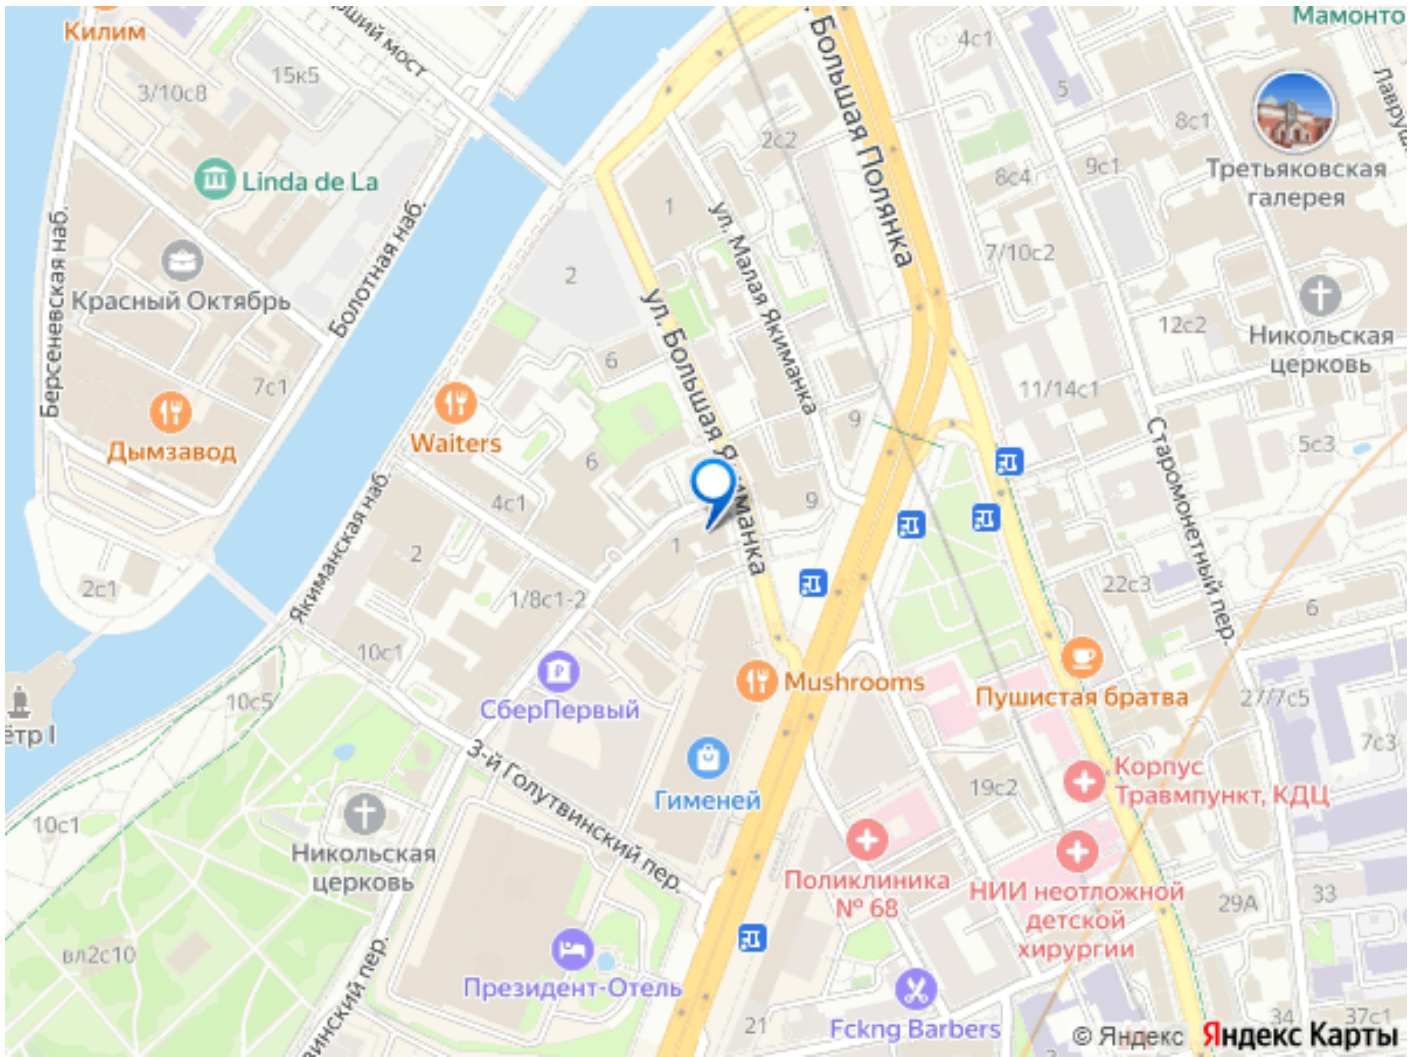 Килим
3/10с8
15к5
ший мост
Linda de La
Берсеневская наб.
Болотная наб.
Красный Октябрь
7с1
Дымзавод
2с1
Якиманская наб.
Waiters
2
6
6
4с1
2
1/8с1-2
1
10с1
10с5
ётр I
1
2с2
ул. Большая Полянка
ул. Малая Якиманка
ул. Большая Якиманка
9
9
4с1
5
8с1
9с1
8с4
7/10с2
Мамонто
Лавруш
Третьяковская
галерея
12с2
Никольская
церковь
11/14с1
5с3
Старомонетный пер.
22с3
6
27/7с5
7с3
Пушистая братва
Mushrooms
СберПервый
Гименей
3-й Голутвинский пер.
Никольская
церковь
10с1
вл2с10
винский пер.
Президент-Отель
Поликлиника
№ 68
19с2
Корпус
Травмпункт, КДЦ
НИИ неотложной
детской
хирургии
29А
33
34
37с1
21
Fckng Barbers
© Яндекс Яндекс Карты